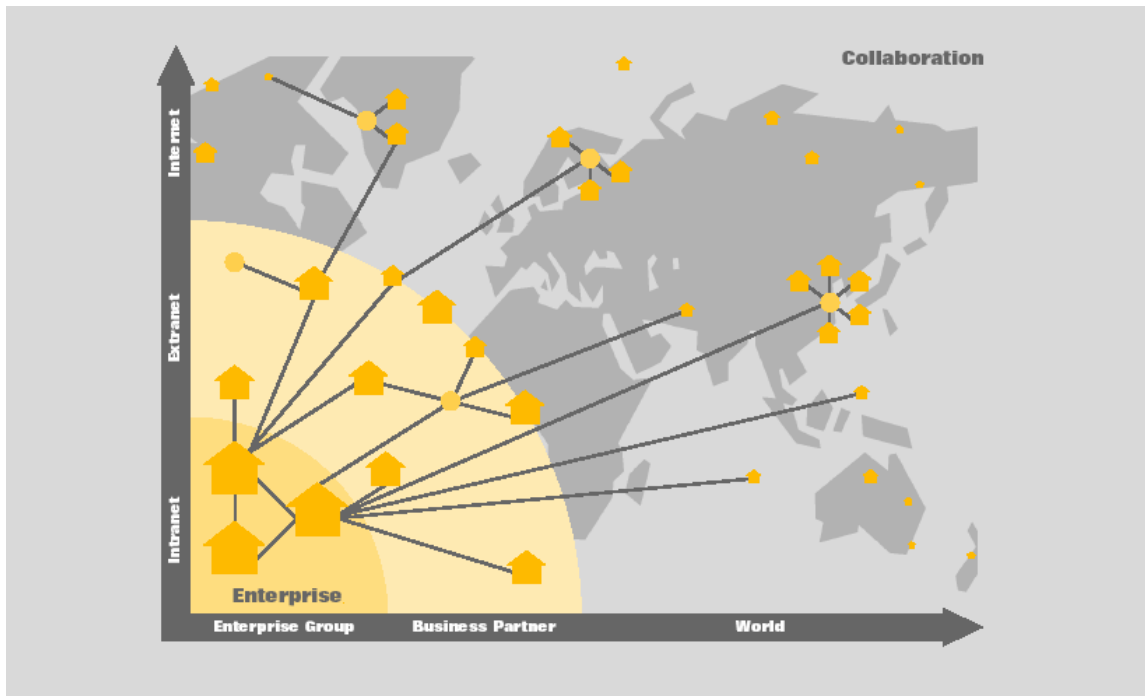 Collaboration
Internet
Extranet
Intranet
Enterprise
Enterprise Group
Business Partner
World